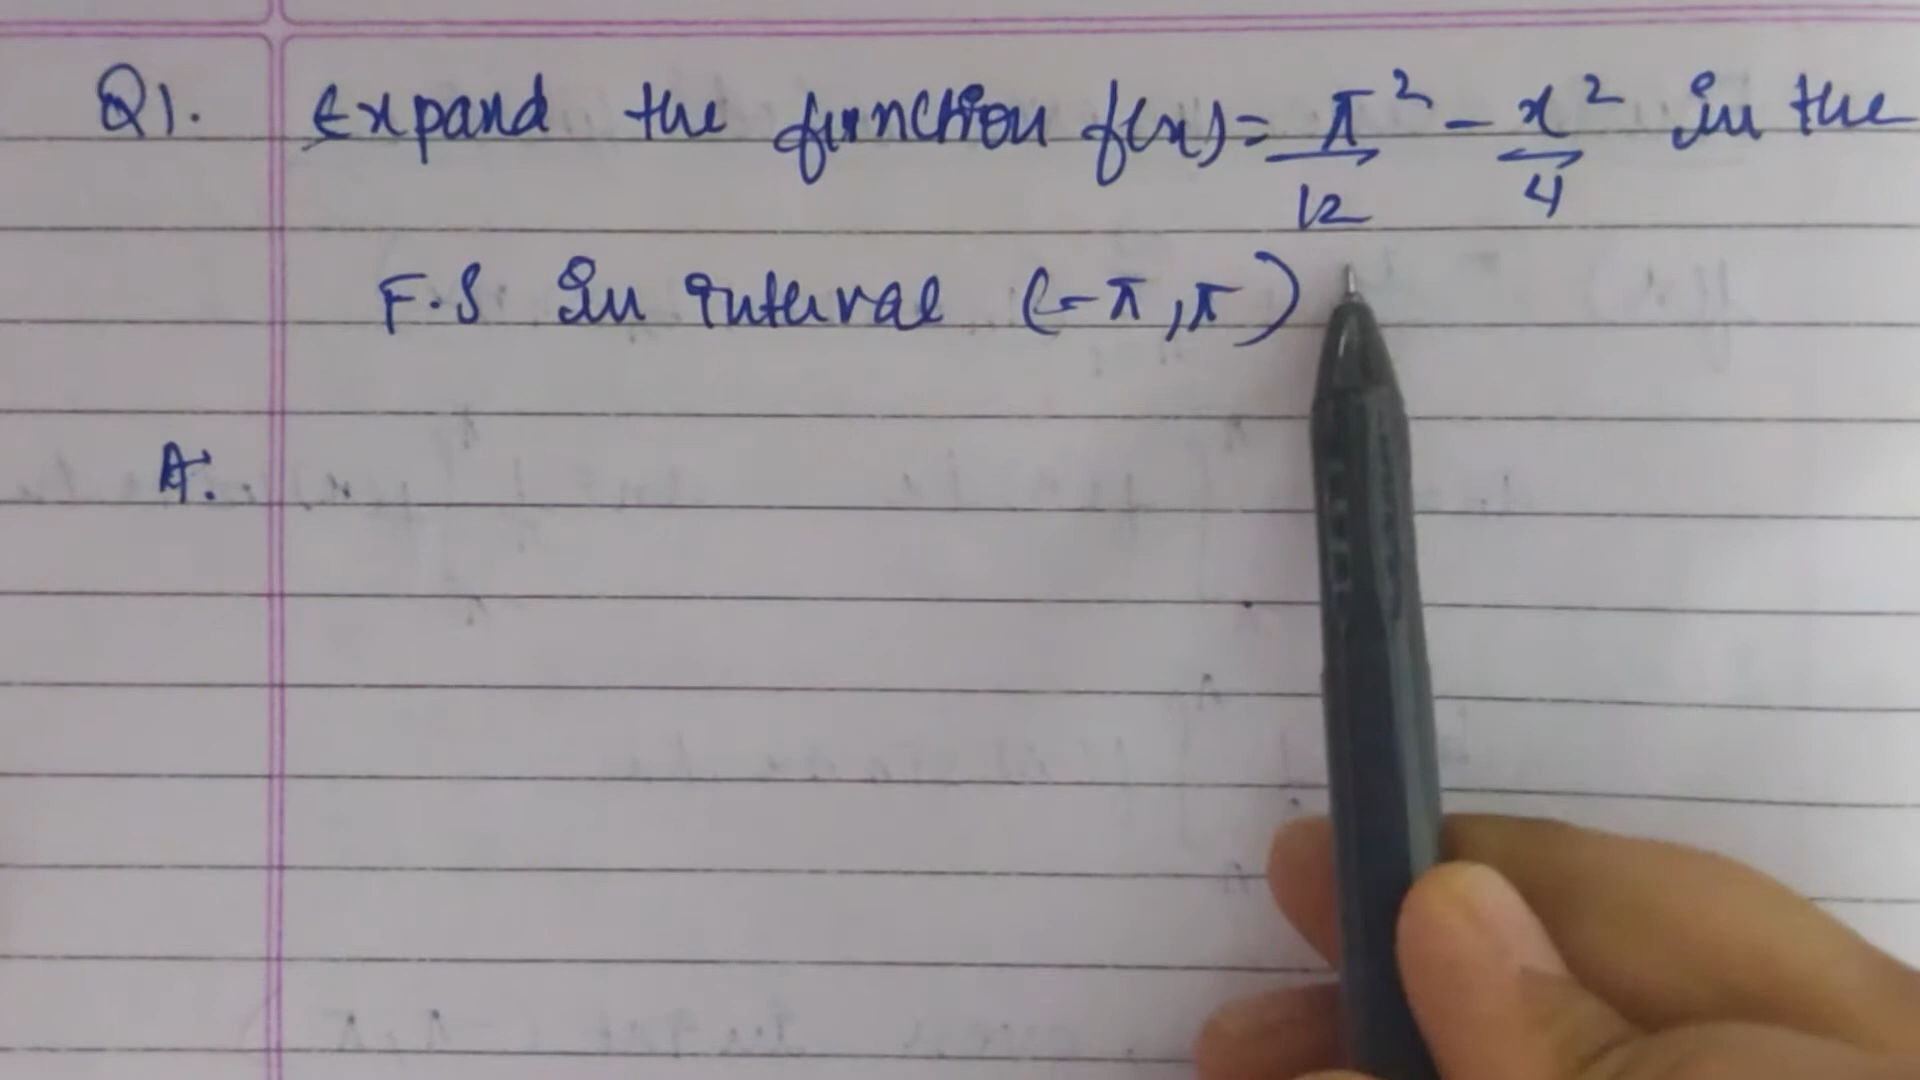 Q1. Expand the function f(x) = π²/12 - x²/4 in the
F.S. in interval (-π, π)
A.